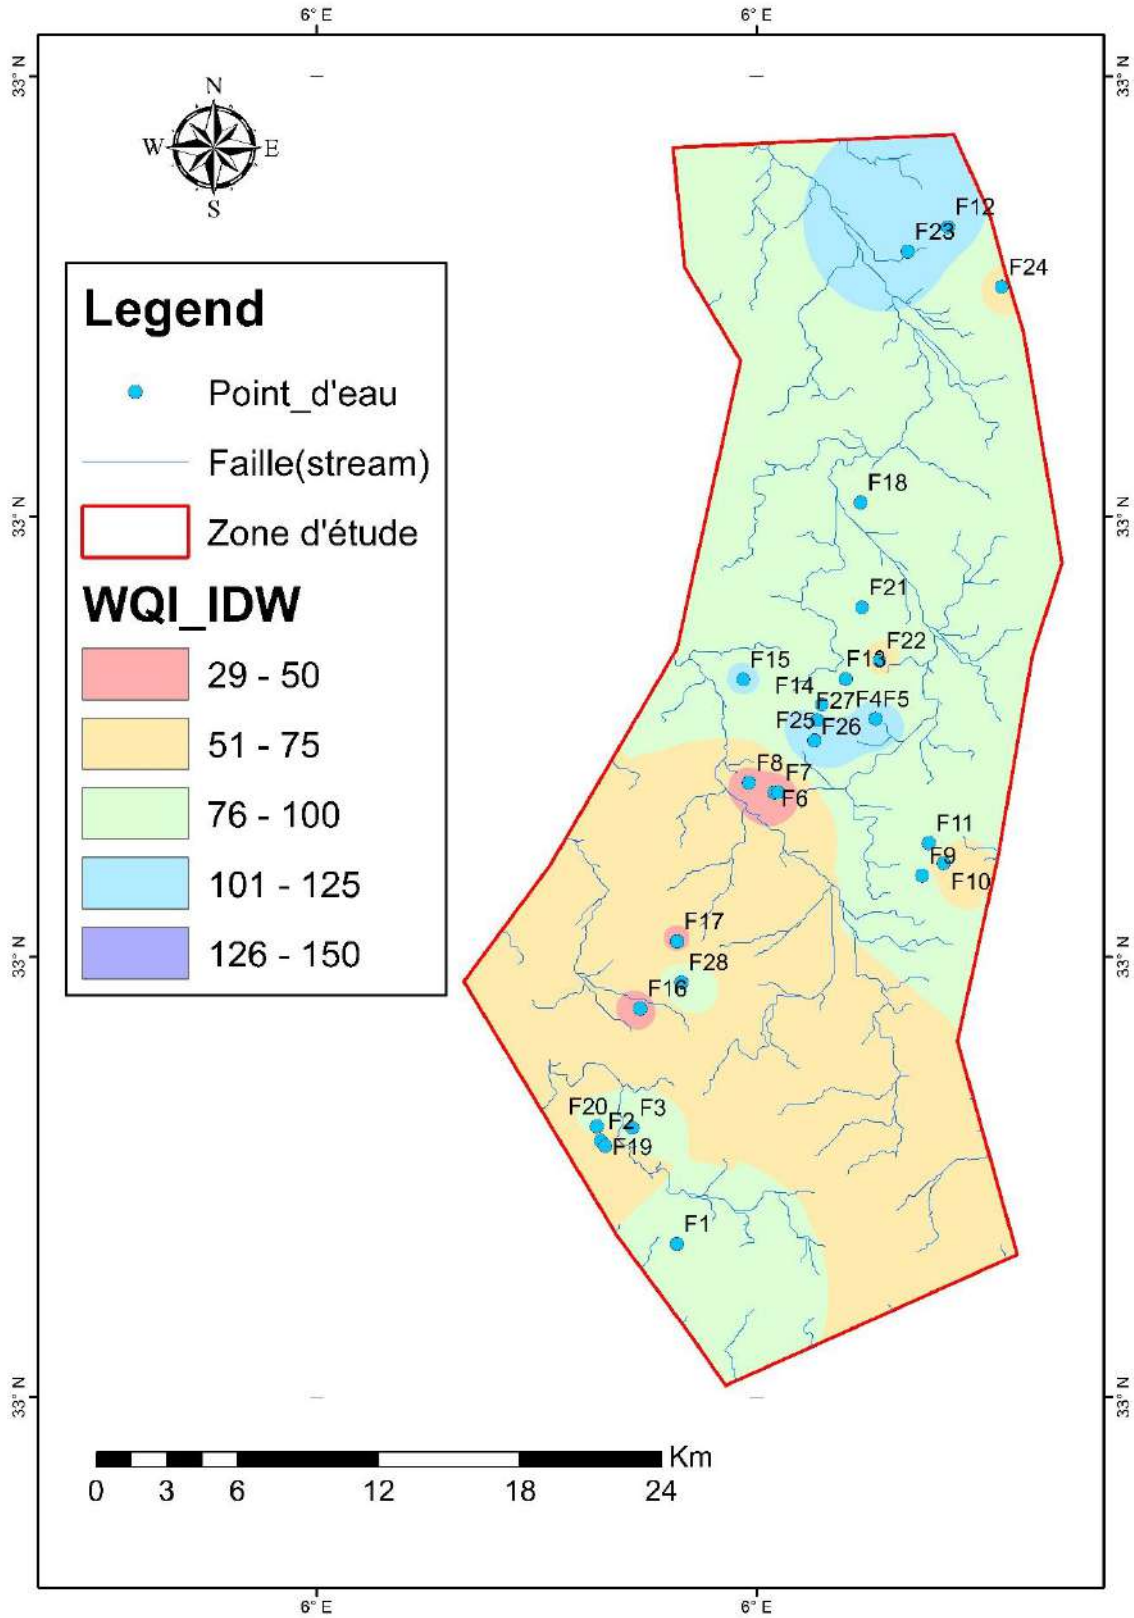 6° E 6° E
33° N 33° N
N
W E
S
F12
F23
F24
Legend
Point_d'eau
Faille(stream)
Zone d'étude
WQI_IDW
29 - 50
51 - 75
76 - 100
101 - 125
126 - 150
33° N 33° N
F18
F21
F22
F15 F13
F14
F27 F4 F5
F25 F26
F8 F7
F6
F11
F9
F10
F17
33° N 33° N
F28
F16
F20 F2 F3
F19
F1
33° N 33° N
Km
0 3 6 12 18 24
6° E 6° E